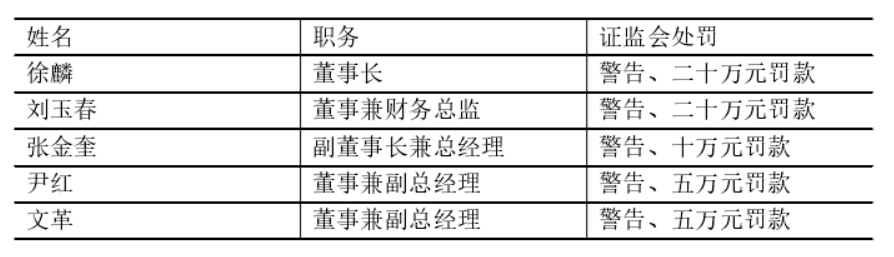 姓名 职务 证监会处罚
徐麟 董事长 警告、二十万元罚款
刘玉春 董事兼财务总监 警告、二十万元罚款
张金奎 副董事长兼总经理 警告、十万元罚款
尹红 董事兼副总经理 警告、五万元罚款
文革 董事兼副总经理 警告、五万元罚款